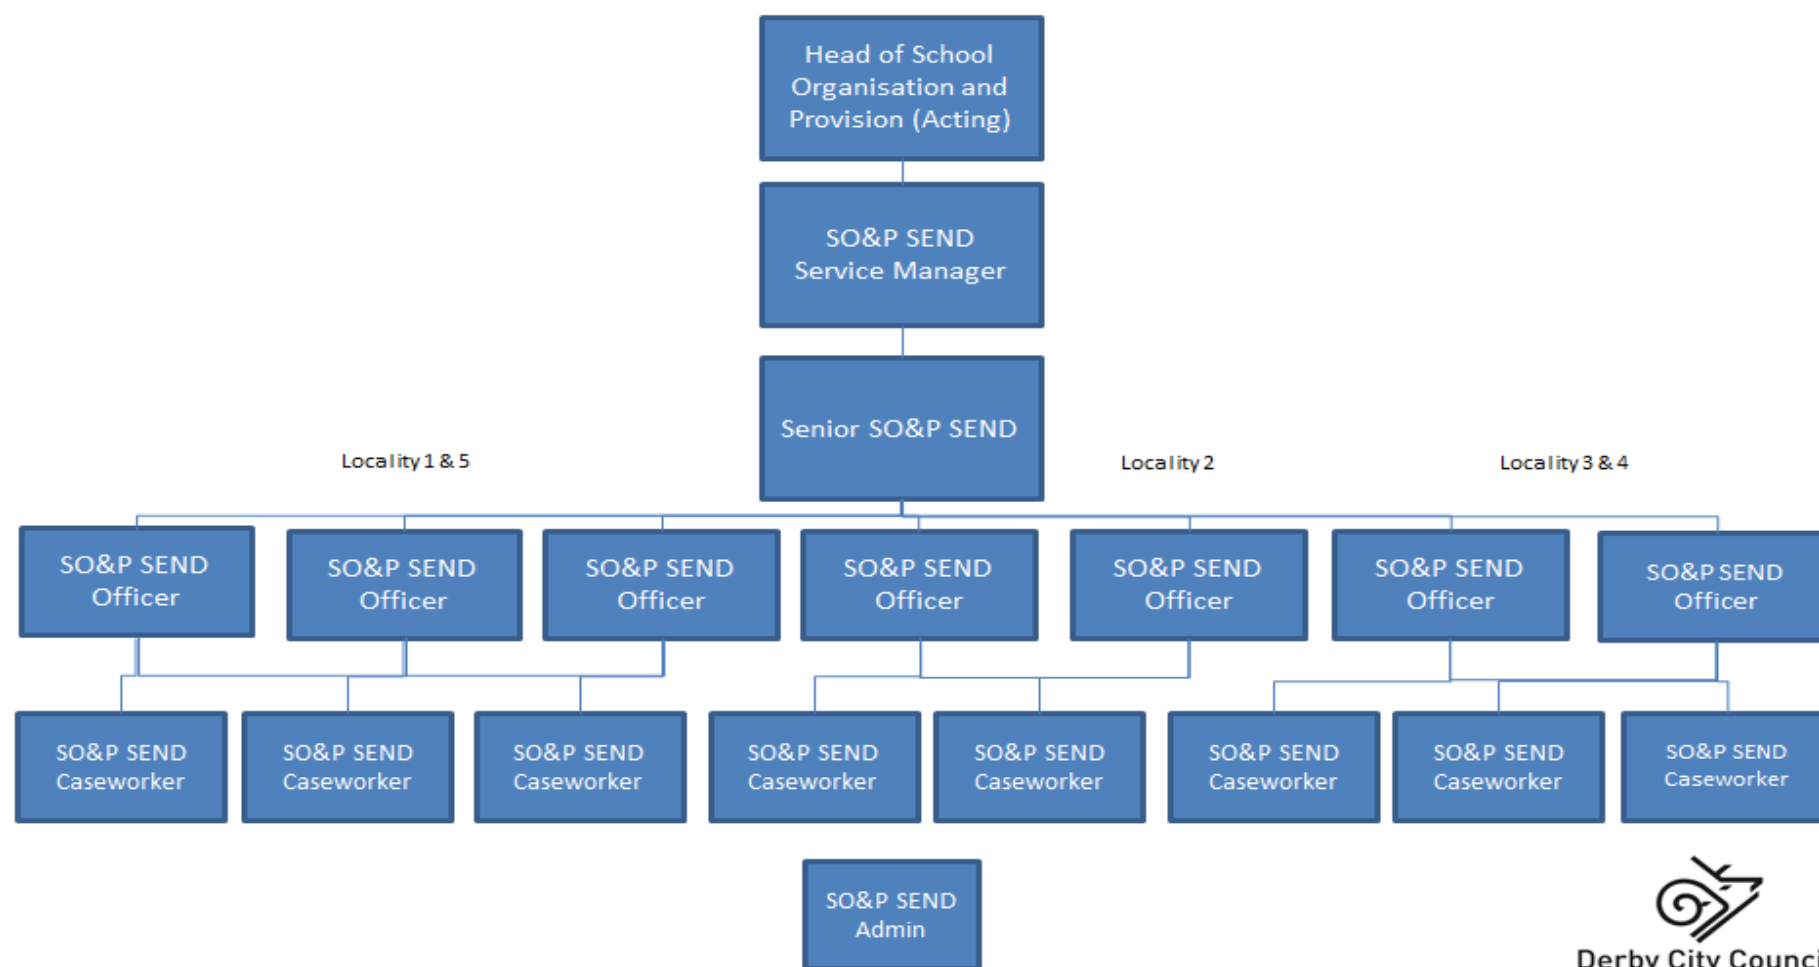 Head of School
Organisation and
Provision (Acting)
SO&P SEND
Service Manager
Senior SO&P SEND
Locality 1 & 5
Locality 2
Locality 3 & 4
SO&P SEND
Officer
SO&P SEND
Officer
SO&P SEND
Officer
SO&P SEND
Officer
SO&P SEND
Officer
SO&P SEND
Officer
SO&P SEND
Officer
SO&P SEND
Caseworker
SO&P SEND
Caseworker
SO&P SEND
Caseworker
SO&P SEND
Caseworker
SO&P SEND
Caseworker
SO&P SEND
Caseworker
SO&P SEND
Caseworker
SO&P SEND
Caseworker
SO&P SEND
Admin
Derby City Counci